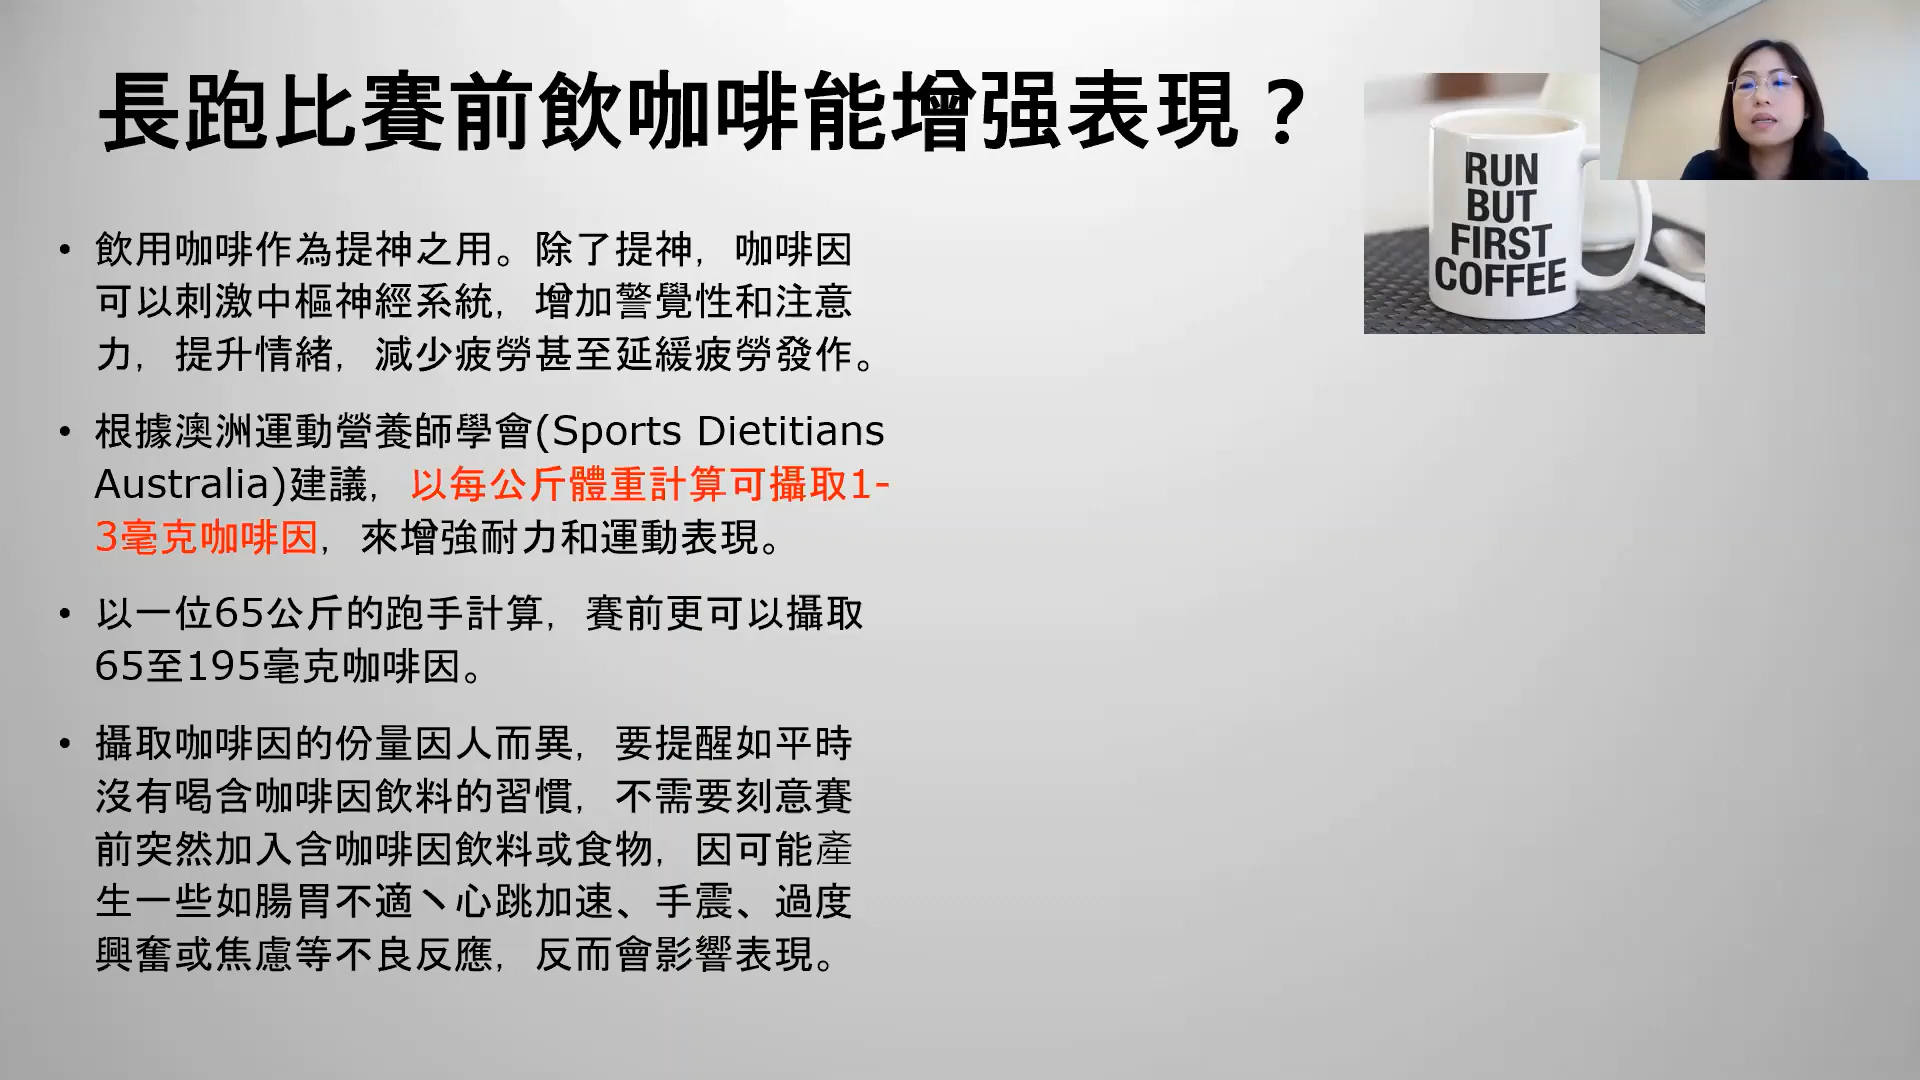 長跑比賽前飲咖啡能增强表現？
RUN
BUT
FIRST
COFFEE
• 飲用咖啡作為提神之用。除了提神，咖啡因
可以刺激中樞神經系統，增加警覺性和注意
力，提升情緒，減少疲勞甚至延緩疲勞發作。
• 根據澳洲運動營養師學會(Sports Dietitians
Australia)建議，以每公斤體重計算可攝取1-
3毫克咖啡因，來增強耐力和運動表現。
• 以一位65公斤的跑手計算，賽前更可以攝取
65至195毫克咖啡因。
• 攝取咖啡因的份量因人而異，要提醒如平時
沒有喝含咖啡因飲料的習慣，不需要刻意賽
前突然加入含咖啡因飲料或食物，因可能產
生一些如腸胃不適丶心跳加速、手震、過度
興奮或焦慮等不良反應，反而會影響表現。